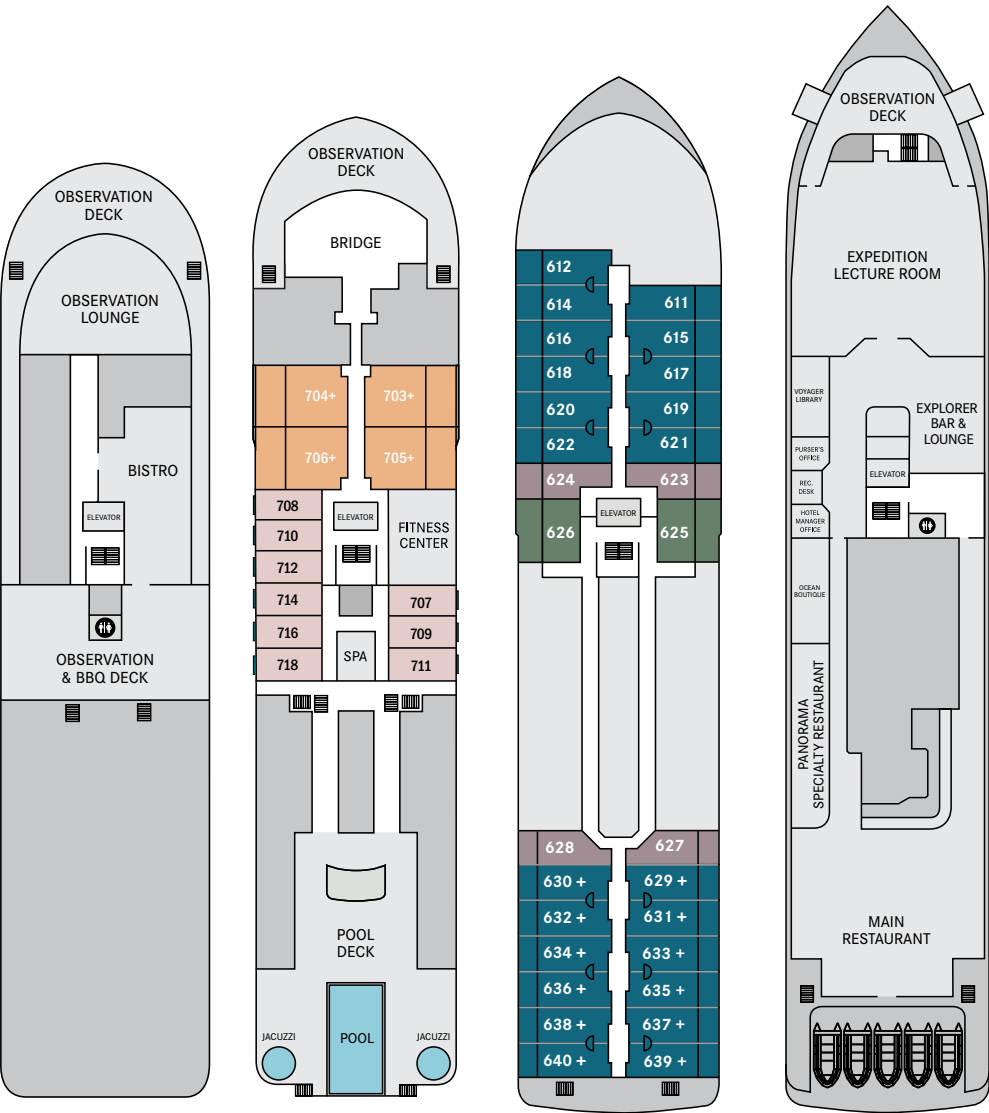 OBSERVATION
DECK
OBSERVATION
LOUNGE
BISTRO
ELEVATOR
OBSERVATION
& BBQ DECK
OBSERVATION
DECK
BRIDGE
704+
703+
706+
705+
708
710
712
714
716
718
ELEVATOR
FITNESS
CENTER
707
709
711
SPA
POOL
DECK
JACUZZI
POOL
JACUZZI
612
614
616
618
620
622
624
626
611
615
617
619
621
623
625
ELEVATOR
628
630 +
632 +
634 +
636 +
638 +
640 +
627
629 +
631 +
633 +
635 +
637 +
639 +
OBSERVATION
DECK
EXPEDITION
LECTURE ROOM
VOYAGER
LIBRARY
PURSER'S
OFFICE
REC.
DESK
HOTEL
MANAGER
OFFICE
EXPLORER
BAR &
LOUNGE
ELEVATOR
OCEAN
BOUTIQUE
PANORAMA
SPECIALTY RESTAURANT
MAIN
RESTAURANT